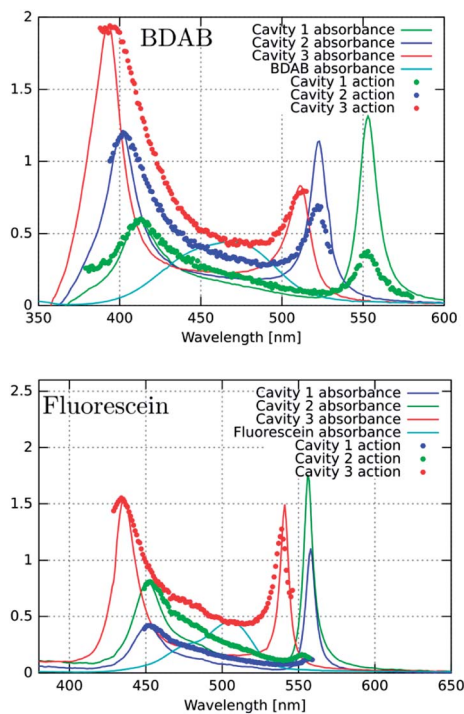 BDAB
Cavity 1 absorbance
Cavity 2 absorbance
Cavity 3 absorbance
BDAB absorbance
Cavity 1 action
Cavity 2 action
Cavity 3 action
2
1.5
1
0.5
0
350 400 450 500 550 600
Wavelength [nm]
Fluorescein
Cavity 1 absorbance
Cavity 2 absorbance
Cavity 3 absorbance
Fluorescein absorbance
Cavity 1 action
Cavity 2 action
Cavity 3 action
2.5
2
1.5
1
0.5
0
400 450 500 550 600 650
Wavelength [nm]